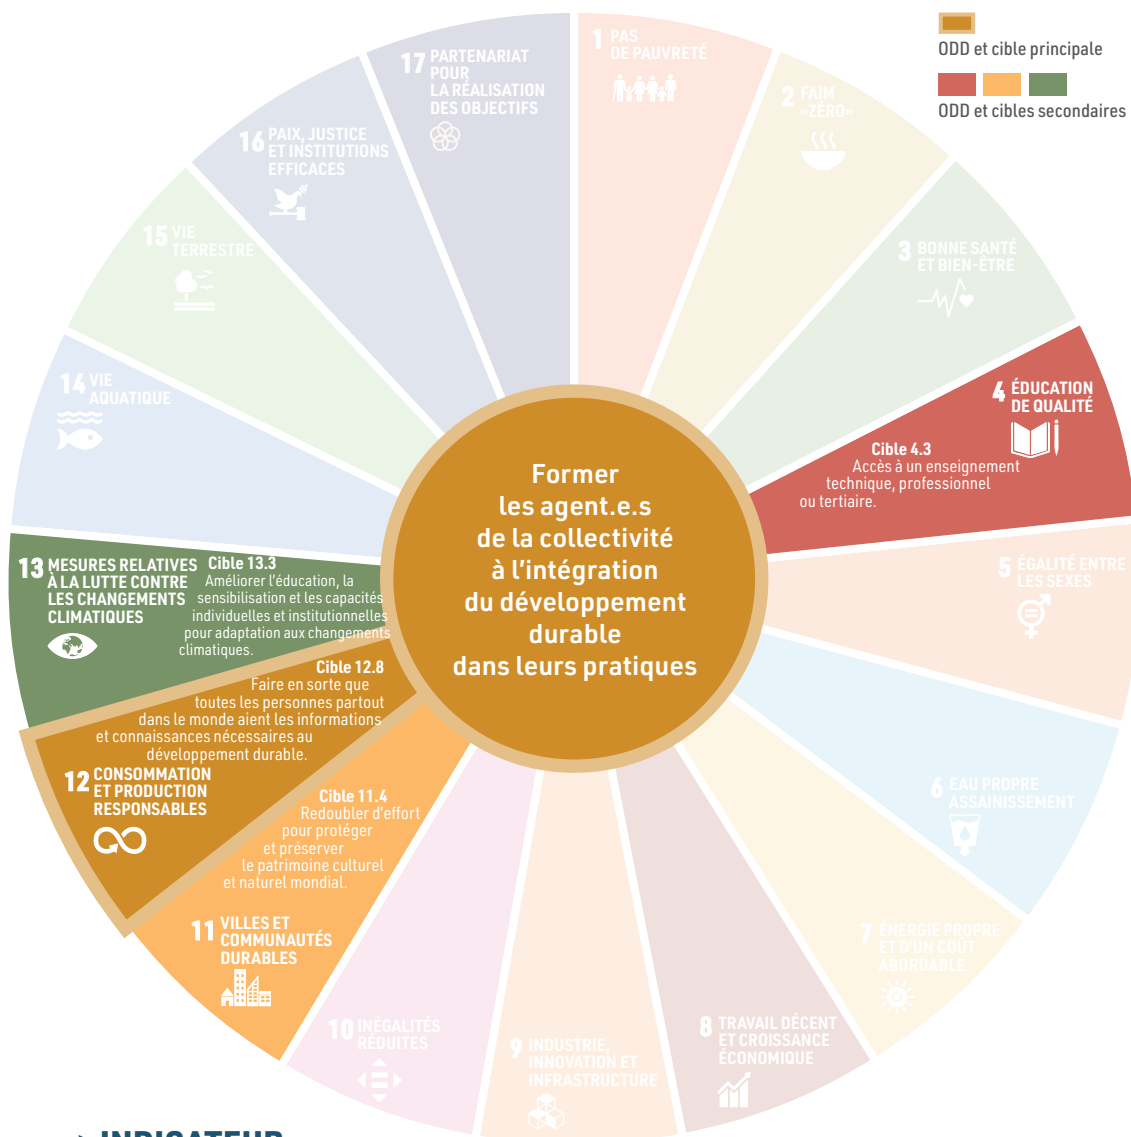 ODD et cible principale
ODD et cibles secondaires
1 PAS
DE PAUVRETÉ
2 FAIM
«ZÉRO»
3 BONNE SANTÉ
ET BIEN-ÊTRE
4 ÉDUCATION
DE QUALITÉ
Cible 4.3
Accès à un enseignement
technique, professionnel
ou tertiaire.
5 ÉGALITÉ ENTRE
LES SEXES
6 EAU PROPRE
ASSAINISSEMENT
7 ÉNERGIE PROPRE
ET D'UN COÛT
ABORDABLE
8 TRAVAIL DÉCENT
ET CROISSANCE
ÉCONOMIQUE
9 INDUSTRIE,
INNOVATION ET
INFRASTRUCTURE
10 INÉGALITÉS
RÉDUITES
Cible 11.4
Redoubler d'effort
pour protéger
et préserver
le patrimoine culturel
et naturel mondial.
11 VILLES ET
COMMUNAUTÉS
DURABLES
Cible 12.8
Faire en sorte que
toutes les personnes partout
dans le monde aient les informations
et connaissances nécessaires au
développement durable.
12 CONSOMMATION
ET PRODUCTION
RESPONSABLES
13 MESURES RELATIVES
À LA LUTTE CONTRE
LES CHANGEMENTS
CLIMATIQUES
Cible 13.3
Améliorer l'éducation, la
sensibilisation et les capacités
individuelles et institutionnelles
pour adaptation aux changements
climatiques.
14 VIE
AQUATIQUE
15 VIE
TERRESTRE
16 PAIX, JUSTICE
ET INSTITUTIONS
EFFICACES
17 PARTENARIAT
POUR
LA RÉALISATION
DES OBJECTIFS
Former
les agent.e.s
de la collectivité
à l'intégration
du développement
durable
dans leurs pratiques
INDICATEUR